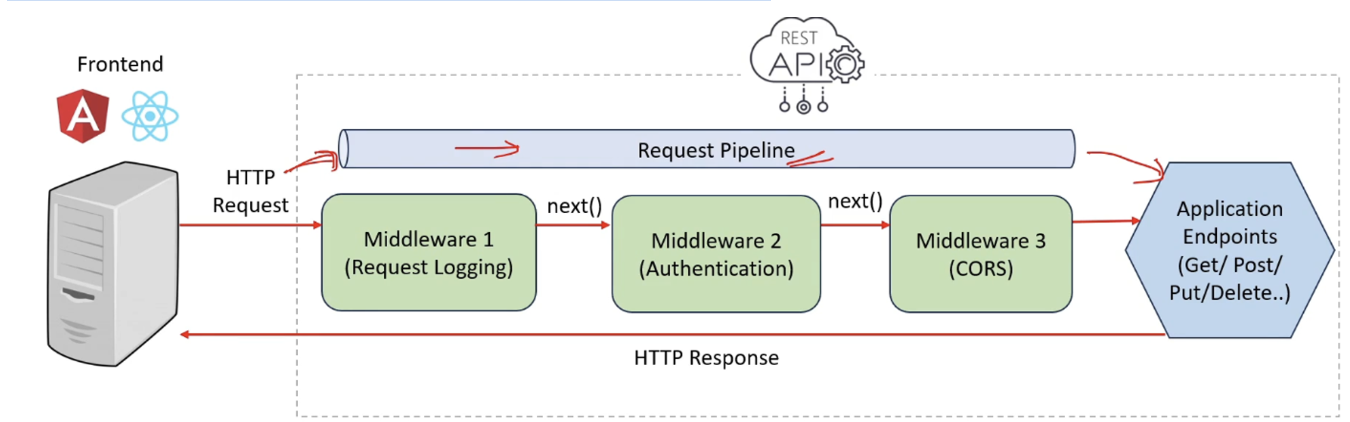 Frontend
A
REST
API
Request Pipeline
HTTP
Request
next()
next()
Middleware 1
(Request Logging)
Middleware 2
(Authentication)
Middleware 3
(CORS)
Application
Endpoints
(Get/ Post/
Put/Delete..)
HTTP Response